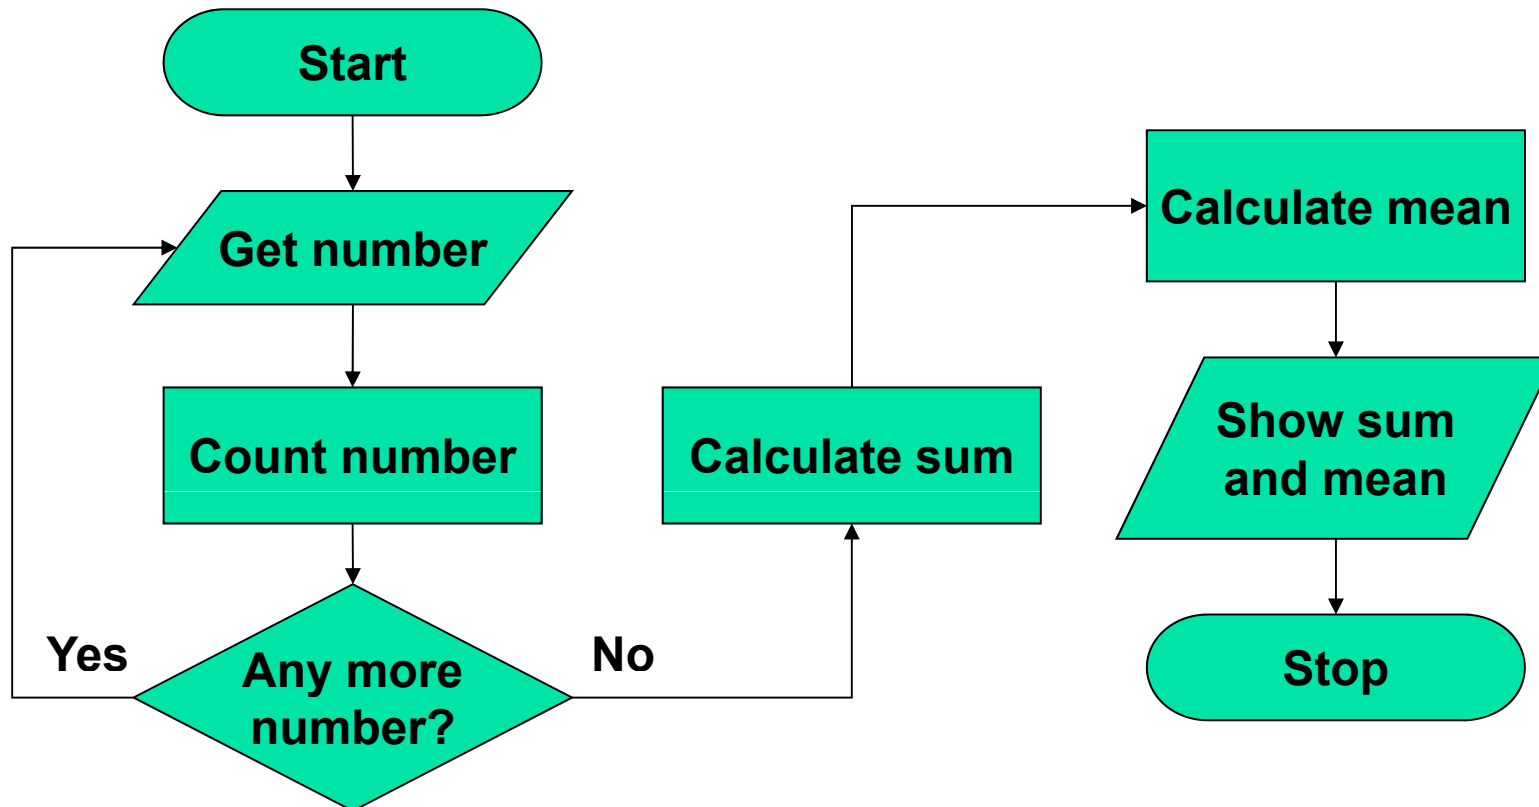 Start
Get number
Count number
Any more
number?
Yes
No
Calculate sum
Calculate mean
Show sum
and mean
Stop